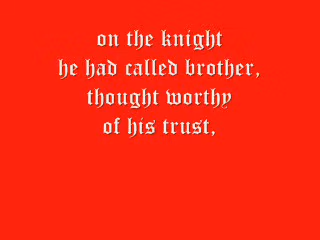 on the knight
he had called brother,
thought worthy
of his trust,